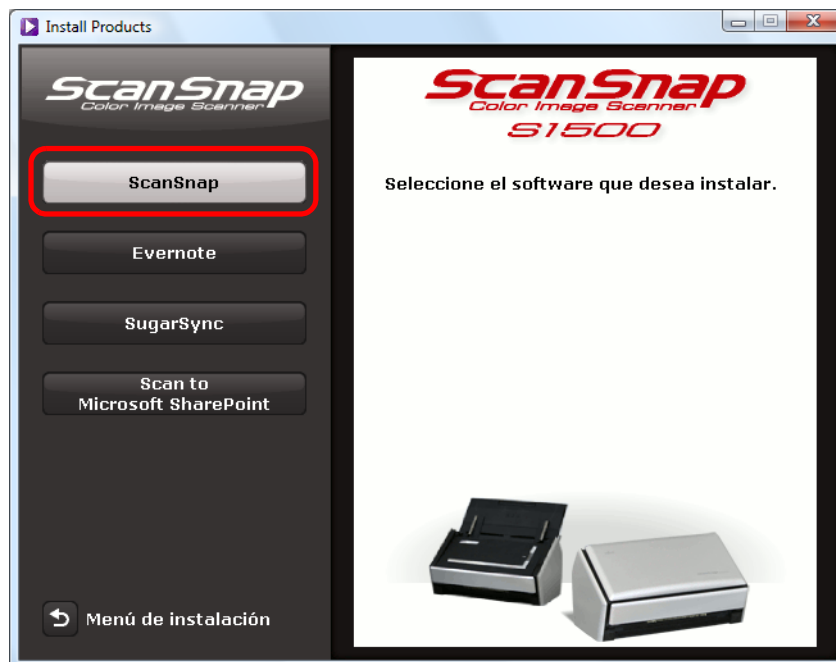 Install Products
ScanSnap
Color Image Scanner
ScanSnap
Color Image Scanner
S1500
ScanSnap
Seleccione el software que desea instalar.
Evernote
SugarSync
Scan to
Microsoft SharePoint
Menú de instalación